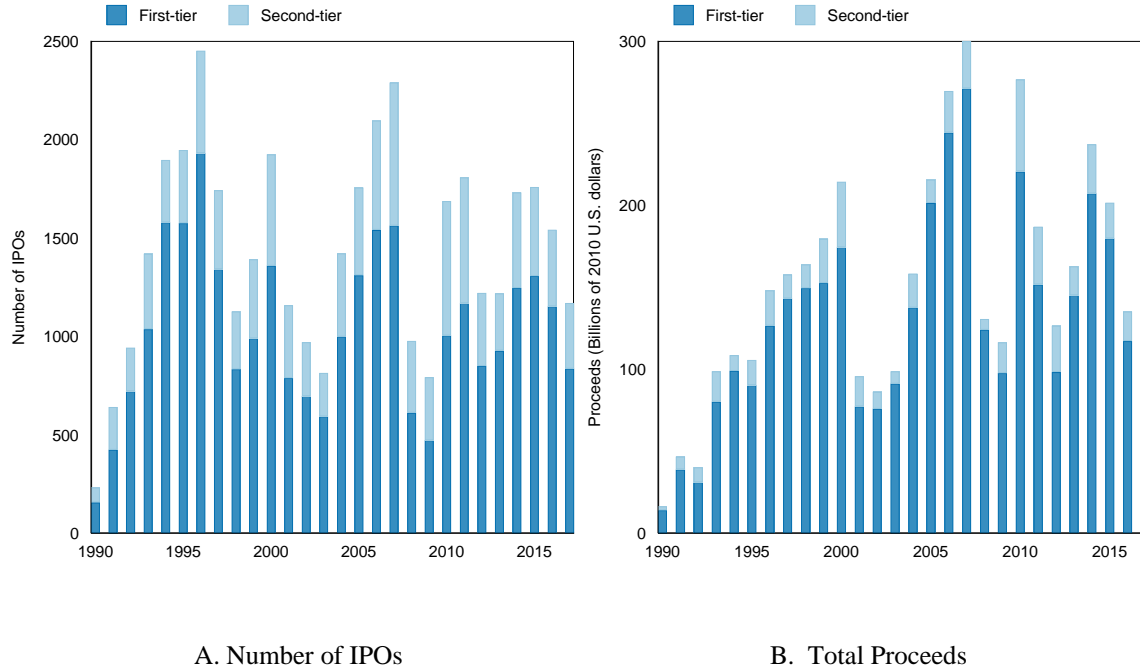 First-tier Second-tier
2500
2000
1500
1000
500
0
Number of IPOs
1990 1995 2000 2005 2010 2015
A. Number of IPOs
First-tier Second-tier
300
200
100
0
Proceeds (Billions of 2010 U.S. dollars)
1990 1995 2000 2005 2010 2015
B. Total Proceeds